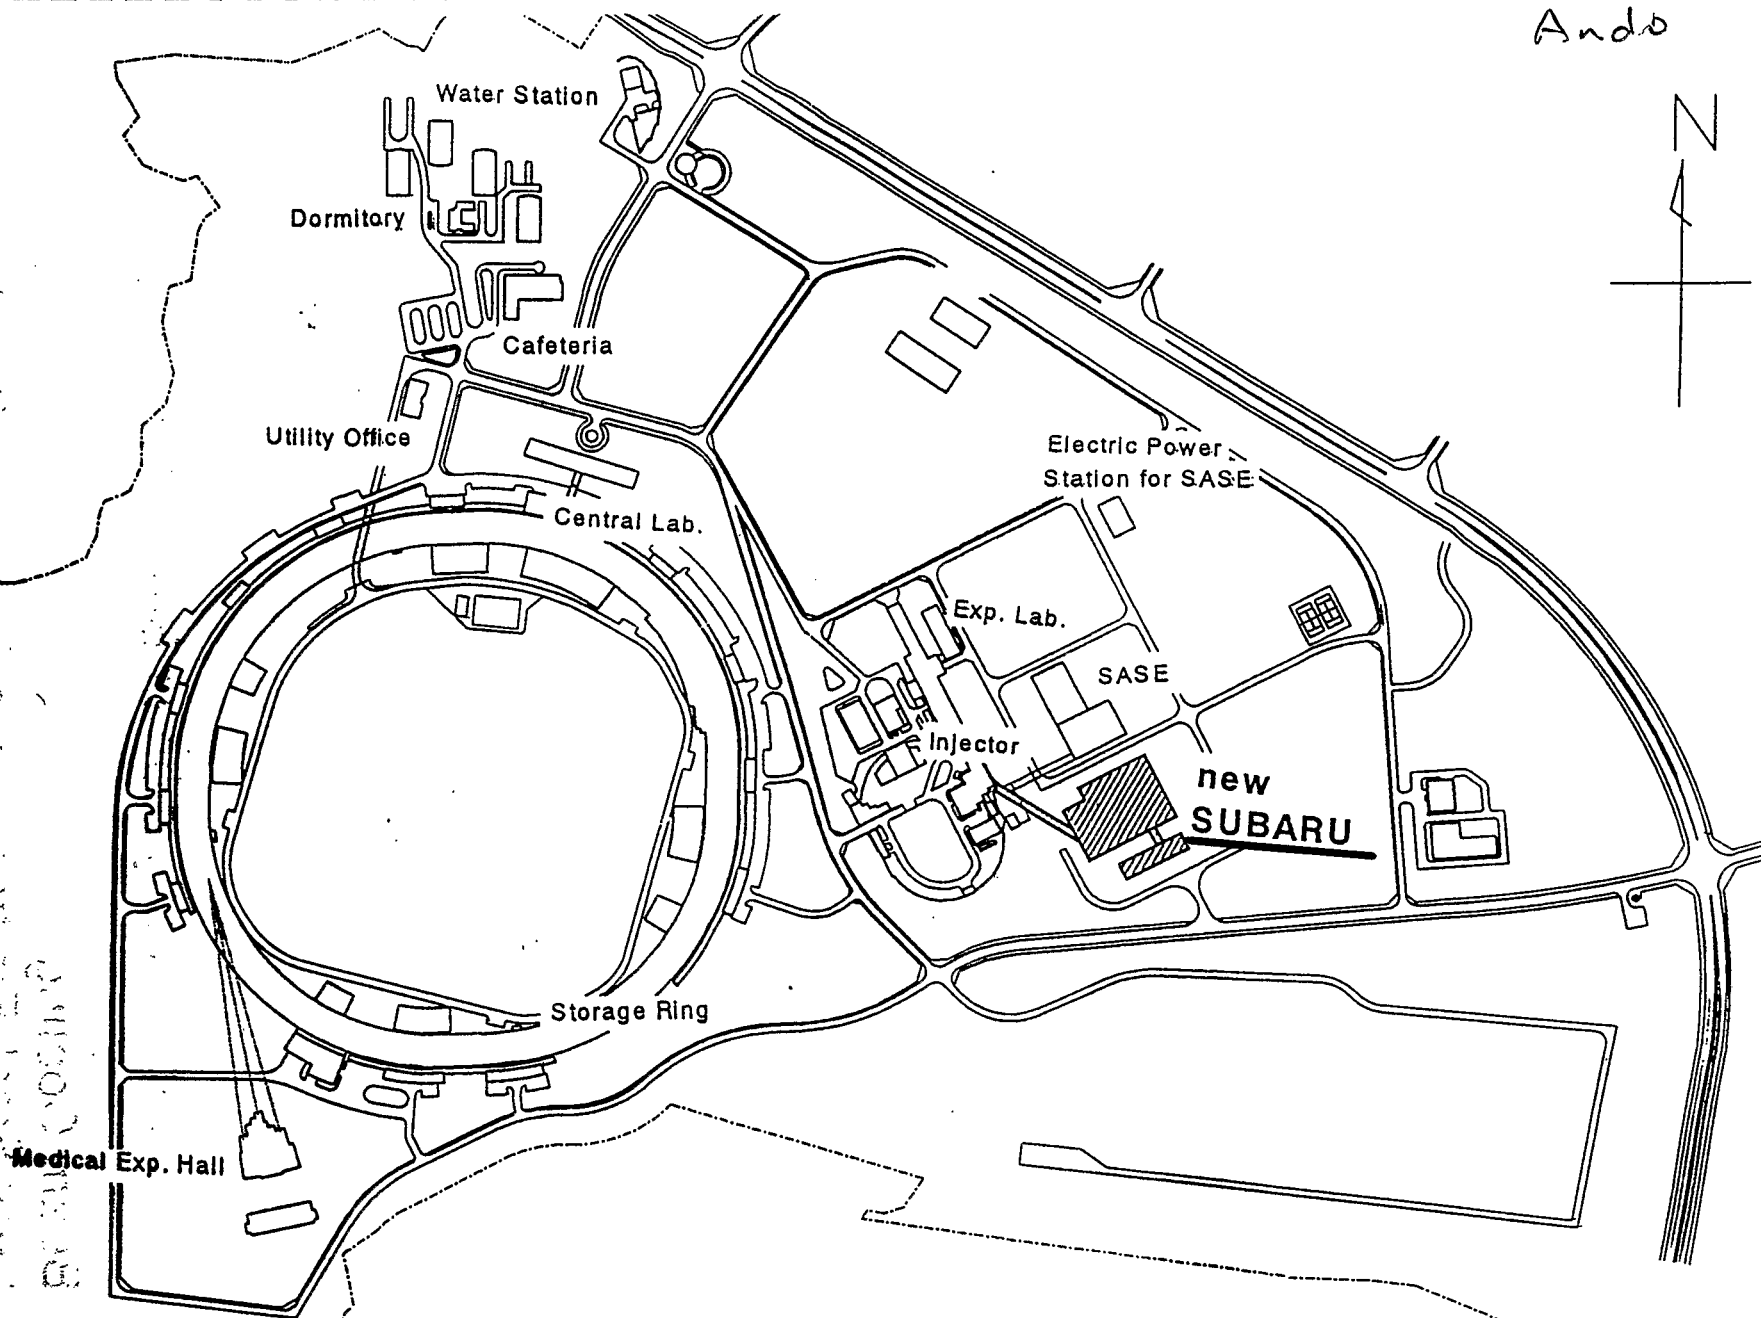 Ando
N
Water Station
Dormitory
Cafeteria
Utility Office
Electric Power
Station for SASE
Central Lab.
Exp. Lab.
SASE
Injector
new
SUBARU
Storage Ring
Medical Exp. Hall